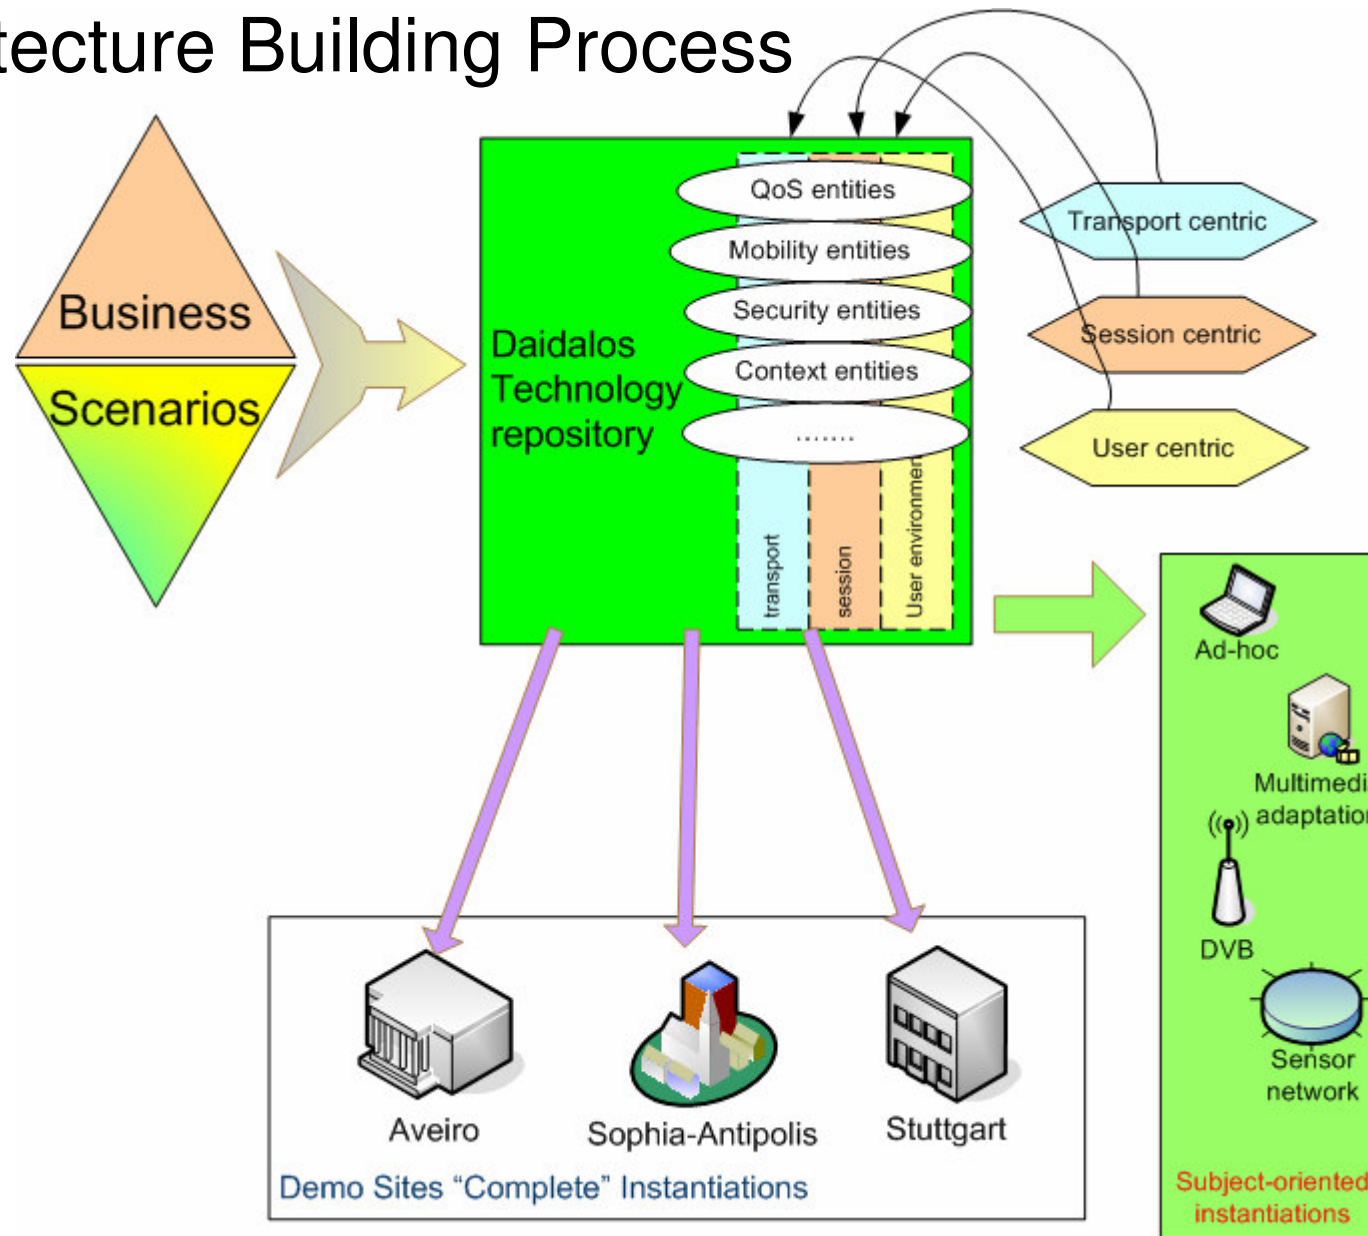 tecture Building Process
Business
Scenarios
Daidalos
Technology
repository
QoS entities
Mobility entities
Security entities
Context entities
.......
transport
session
User environmen
Transport centric
Session centric
User centric
Ad-hoc
Multimedi
adaptation
DVB
Sensor
network
Subject-oriented
instantiations
Aveiro
Sophia-Antipolis
Stuttgart
Demo Sites “Complete” Instantiations